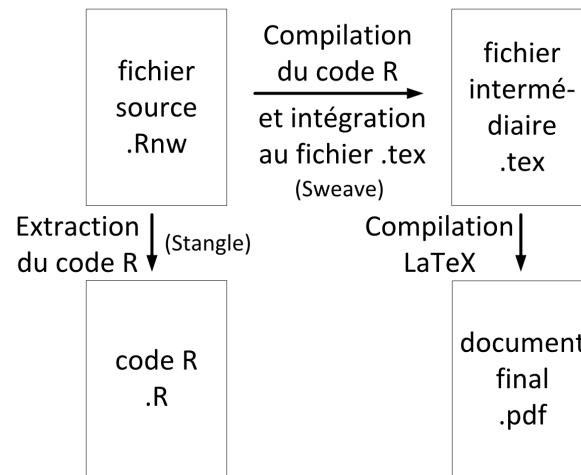 fichier
source
.Rnw
Compilation
du code R
et intégration
au fichier .tex
(Sweave)
fichier
intermé-
diaire
.tex
Extraction
du code R
(Stangle)
Compilation
LaTeX
code R
.R
document
final
.pdf